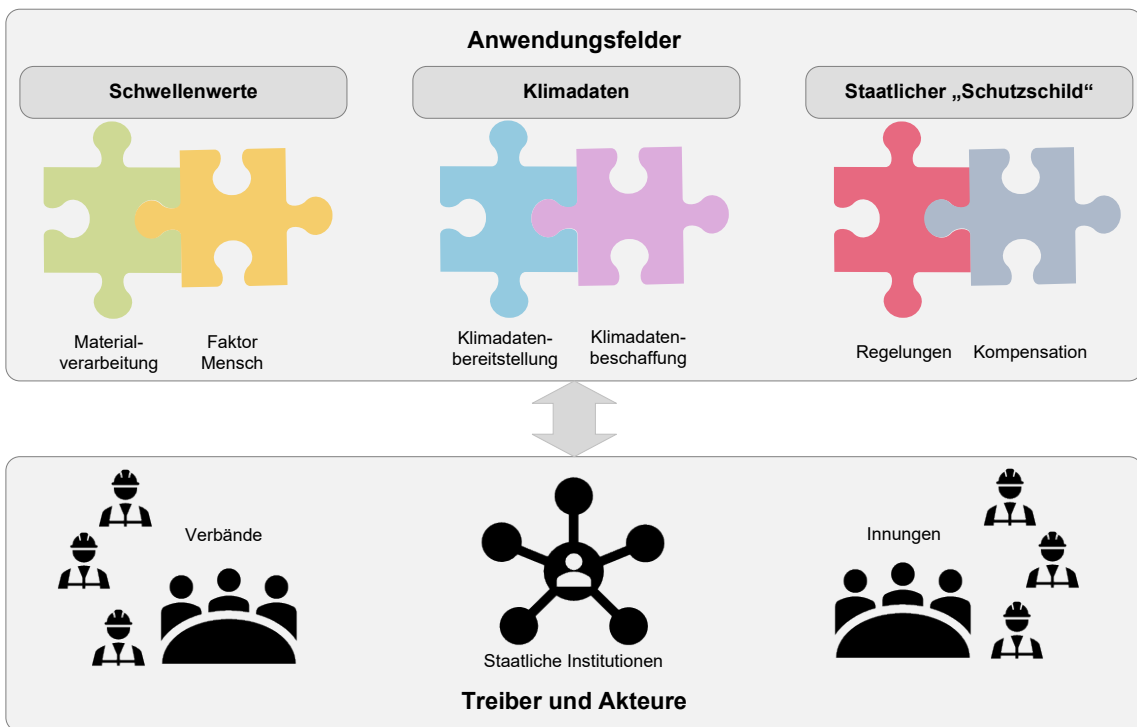 Anwendungsfelder
Schwellenwerte
Klimadaten
Staatlicher „Schutzschild“
Material-
verarbeitung
Faktor
Mensch
Klimadaten-
bereitstellung
Klimadaten-
beschaffung
Regelungen
Kompensation
Verbände
Innungen
Staatliche Institutionen
Treiber und Akteure